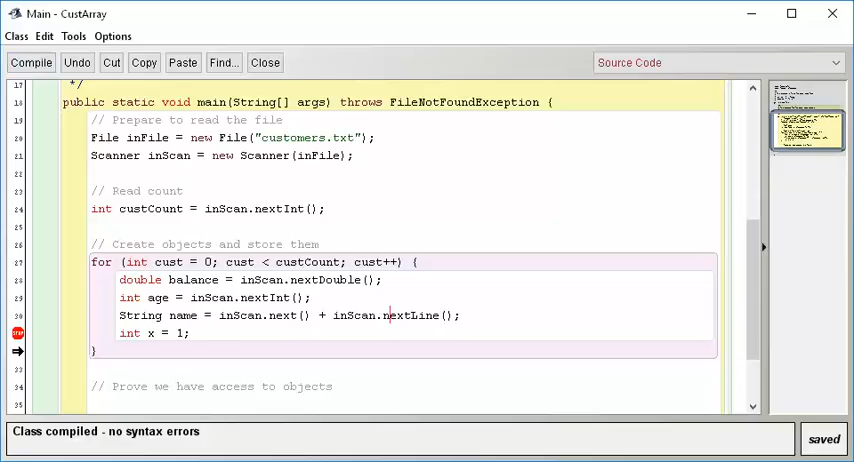 Main - CustArray
Class Edit Tools Options
Compile Undo Cut Copy Paste Find... Close Source Code
17 */
18 public static void main(String[] args) throws FileNotFoundException {
19 // Prepare to read the file
20 File inFile = new File("customers.txt");
21 Scanner inScan = new Scanner(inFile);
22
23 // Read count
24 int custCount = inScan.nextInt();
25
26 // Create objects and store them
27 for (int cust = 0; cust < custCount; cust++) {
28 double balance = inScan.nextDouble();
29 int age = inScan.nextInt();
30 String name = inScan.next() + inScan.nextLine();
STOP int x = 1;
}
33
34 // Prove we have access to objects
35
Class compiled - no syntax errors
saved